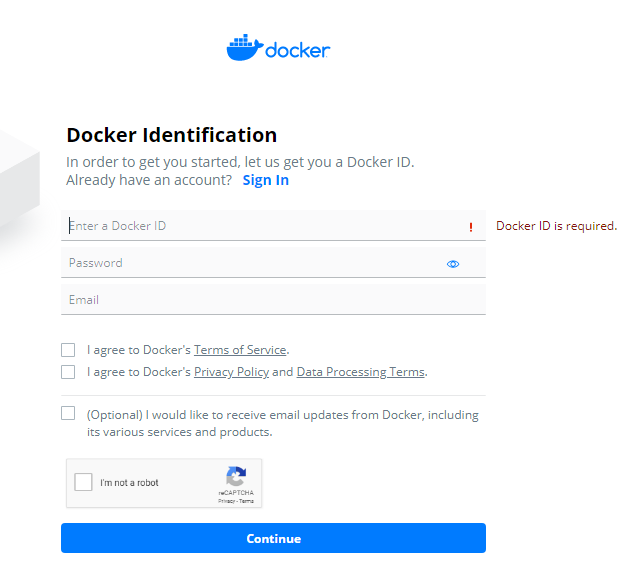 docker
Docker Identification
In order to get you started, let us get you a Docker ID.
Already have an account? Sign In
Enter a Docker ID ! Docker ID is required.
Password
Email
I agree to Docker's Terms of Service.
I agree to Docker's Privacy Policy and Data Processing Terms.
(Optional) I would like to receive email updates from Docker, including
its various services and products.
I'm not a robot
reCAPTCHA
Privacy - Terms
Continue